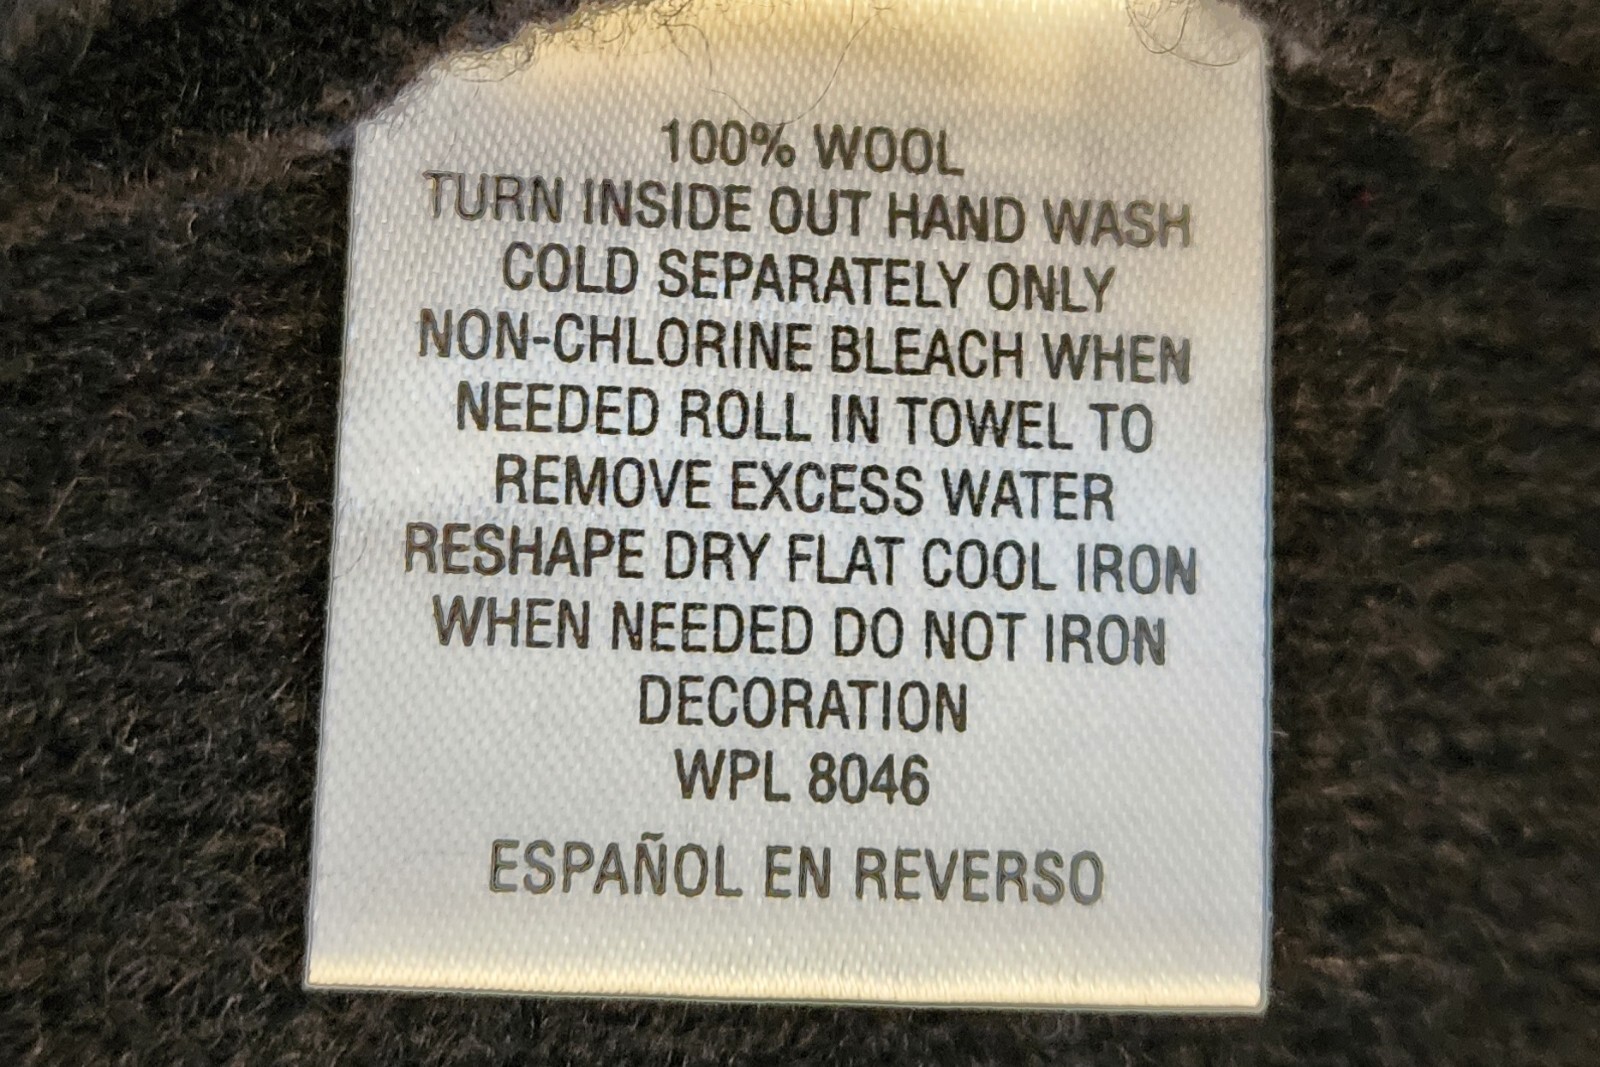 100% WOOL
TURN INSIDE OUT HAND WASH
COLD SEPARATELY ONLY
NON-CHLORINE BLEACH WHEN
NEEDED ROLL IN TOWEL TO
REMOVE EXCESS WATER
RESHAPE DRY FLAT COOL IRON
WHEN NEEDED DO NOT IRON
DECORATION
WPL 8046
ESPAÑOL EN REVERSO